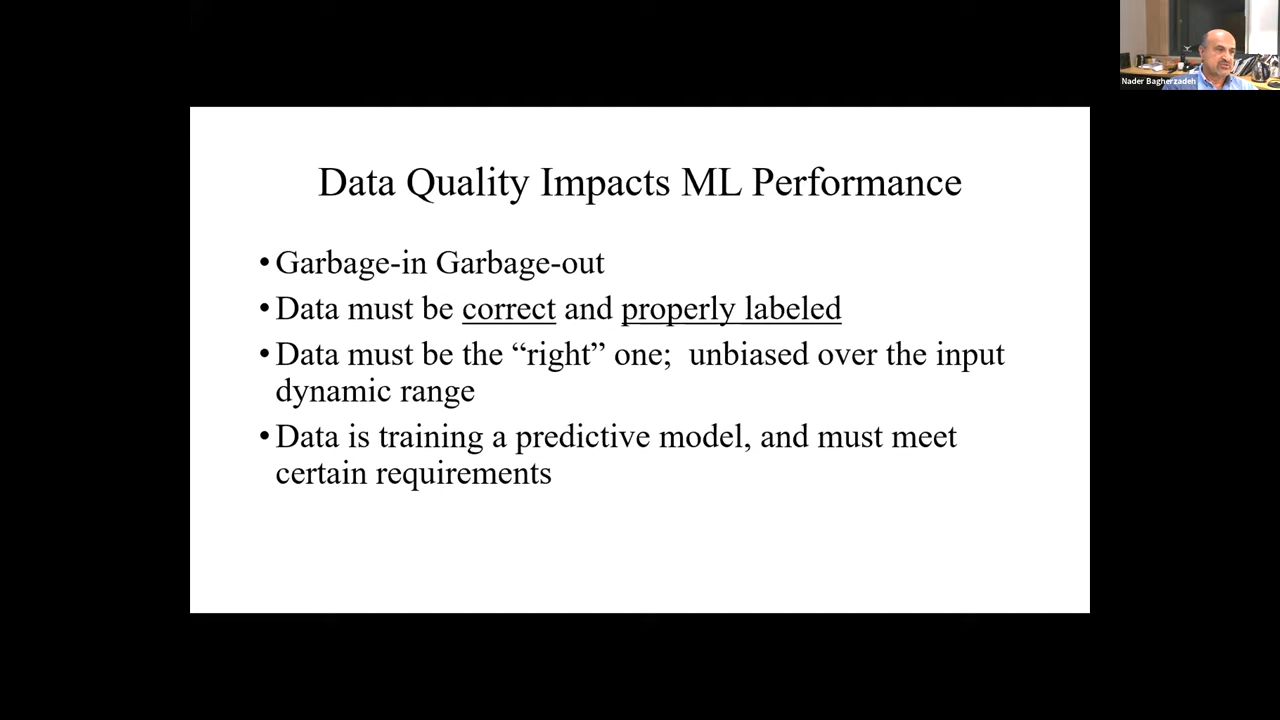 Nader Bagherzadeh
Data Quality Impacts ML Performance
• Garbage-in Garbage-out
• Data must be correct and properly labeled
• Data must be the “right” one;  unbiased over the input
dynamic range
• Data is training a predictive model, and must meet
certain requirements